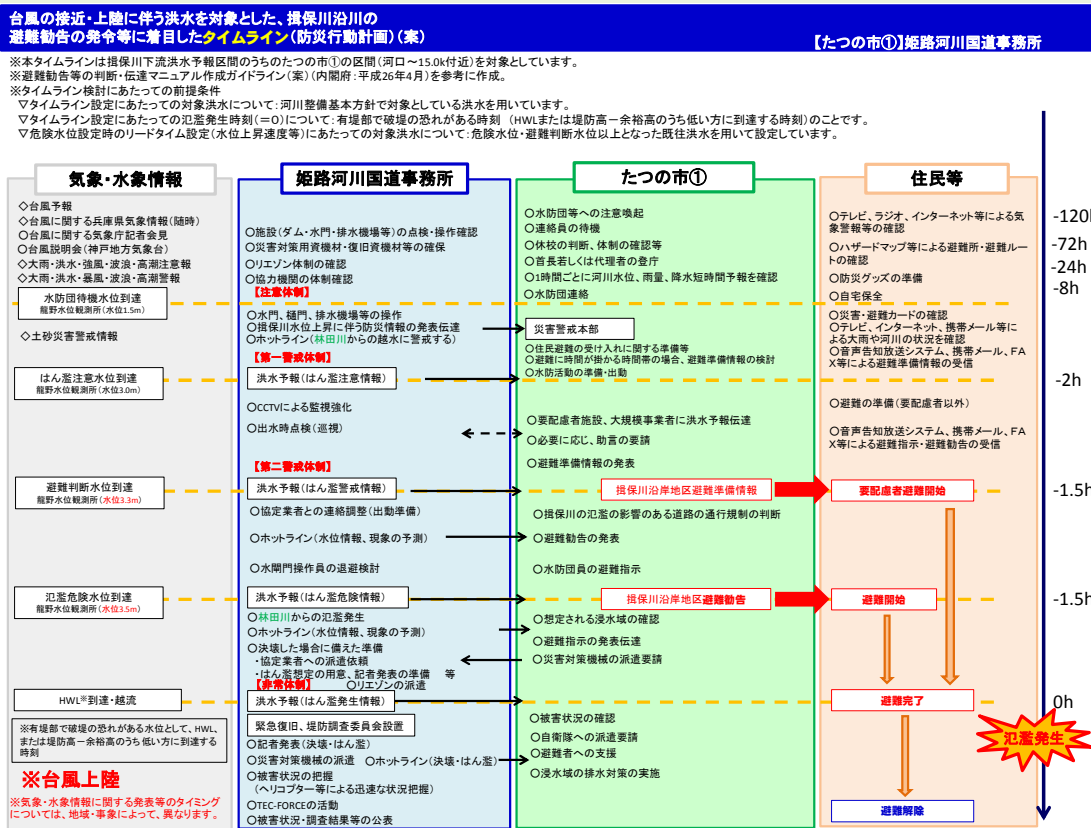 台風の接近・上陸に伴う洪水を対象とした、揖保川沿川の
避難勧告の発令等に着目したタイムライン(防災行動計画)(案)
【たつの市①】姫路河川国道事務所
※本タイムラインは揖保川下流洪水予報区間のうちのたつの市①の区間(河口～15.0k付近)を対象としています。
※避難勧告等の判断・伝達マニュアル作成ガイドライン(案)(内閣府:平成26年4月)を参考に作成。
※タイムライン検討にあたっての前提条件
▽タイムライン設定にあたっての対象洪水について:河川整備基本方針で対象としている洪水を用いています。
▽タイムライン設定にあたっての氾濫発生時刻(=0)について:有堤部で破堤の恐れがある時刻 (HWLまたは堤防高－余裕高のうち低い方に到達する時刻)のことです。
▽危険水位設定時のリードタイム設定(水位上昇速度等)にあたっての対象洪水について:危険水位・避難判断水位以上となった既往洪水を用いて設定しています。
気象・水象情報
◇台風予報
◇台風に関する兵庫県気象情報(随時)
○台風に関する気象庁記者会見
○台風説明会(神戸地方気象台)
◇大雨・洪水・強風・波浪・高潮注意報
◇大雨・洪水・暴風・波浪・高潮警報
水防団待機水位到達
龍野水位観測所(水位1.5m)
◇土砂災害警戒情報
はん濫注意水位到達
龍野水位観測所(水位3.0m)
避難判断水位到達
龍野水位観測所(水位3.3m)
氾濫危険水位到達
龍野水位観測所(水位3.5m)
HWL※到達・越流
※有堤部で破堤の恐れがある水位として、HWL、
または堤防高－余裕高のうち低い方に到達する
時刻
※台風上陸
※気象・水象情報に関する発表等のタイミング
については、地域・事象によって、異なります。
姫路河川国道事務所
○施設(ダム・水門・排水機場等)の点検・操作確認
○災害対策用資機材・復旧資機材等の確保
○リエゾン体制の確認
○協力機関の体制確認
【注意体制】
○水門、樋門、排水機場等の操作
○揖保川水位上昇に伴う防災情報の発表伝達
○ホットライン(林田川からの越水に警戒する)
【第一警戒体制】
洪水予報(はん濫注意情報)
○CCTVによる監視強化
○出水時点検(巡視)
【第二警戒体制】
洪水予報(はん濫警戒情報)
○協定業者との連絡調整(出動準備)
○ホットライン(水位情報、現象の予測)
○水閘門操作員の退避検討
洪水予報(はん濫危険情報)
○林田川からの氾濫発生
○ホットライン(水位情報、現象の予測)
○決壊した場合に備えた準備
・協定業者への派遣依頼
・はん濫想定の用意、記者発表の準備 等
【非常体制】 ○リエゾンの派遣
洪水予報(はん濫発生情報)
緊急復旧、堤防調査委員会設置
○記者発表(決壊・はん濫)
○災害対策機械の派遣 ○ホットライン(決壊・はん濫)
○被害状況の把握
(ヘリコプター等による迅速な状況把握)
○TEC-FORCEの活動
○被害状況・調査結果等の公表
たつの市①
○水防団等への注意喚起
○連絡員の待機
○休校の判断、体制の確認等
○首長若しくは代理者の登庁
○1時間ごとに河川水位、雨量、降水短時間予報を確認
○水防団連絡
災害警戒本部
○住民避難の受け入れに関する準備等
○避難に時間が掛かる時間帯の場合、避難準備情報の検討
○水防活動の準備・出動
○要配慮者施設、大規模事業者に洪水予報伝達
○必要に応じ、助言の要請
○避難準備情報の発表
揖保川沿岸地区避難準備情報
○揖保川の氾濫の影響のある道路の通行規制の判断
○避難勧告の発表
○水防団員の避難指示
揖保川沿岸地区避難勧告
○想定される浸水域の確認
○避難指示の発表伝達
○災害対策機械の派遣要請
○被害状況の確認
○自衛隊への派遣要請
○避難者への支援
○浸水域の排水対策の実施
住民等
○テレビ、ラジオ、インターネット等による気
象警報等の確認
○ハザードマップ等による避難所・避難ルー
トの確認
○防災グッズの準備
○自宅保全
○災害・避難カードの確認
○テレビ、インターネット、携帯メール等に
よる大雨や河川の状況を確認
○音声告知放送システム、携帯メール、FA
X等による避難準備情報の受信
○避難の準備(要配慮者以外)
○音声告知放送システム、携帯メール、FA
X等による避難指示・避難勧告の受信
要配慮者避難開始
避難開始
避難完了
避難解除
-120h
-72h
-24h
-8h
-2h
-1.5h
-1.5h
0h
氾濫発生